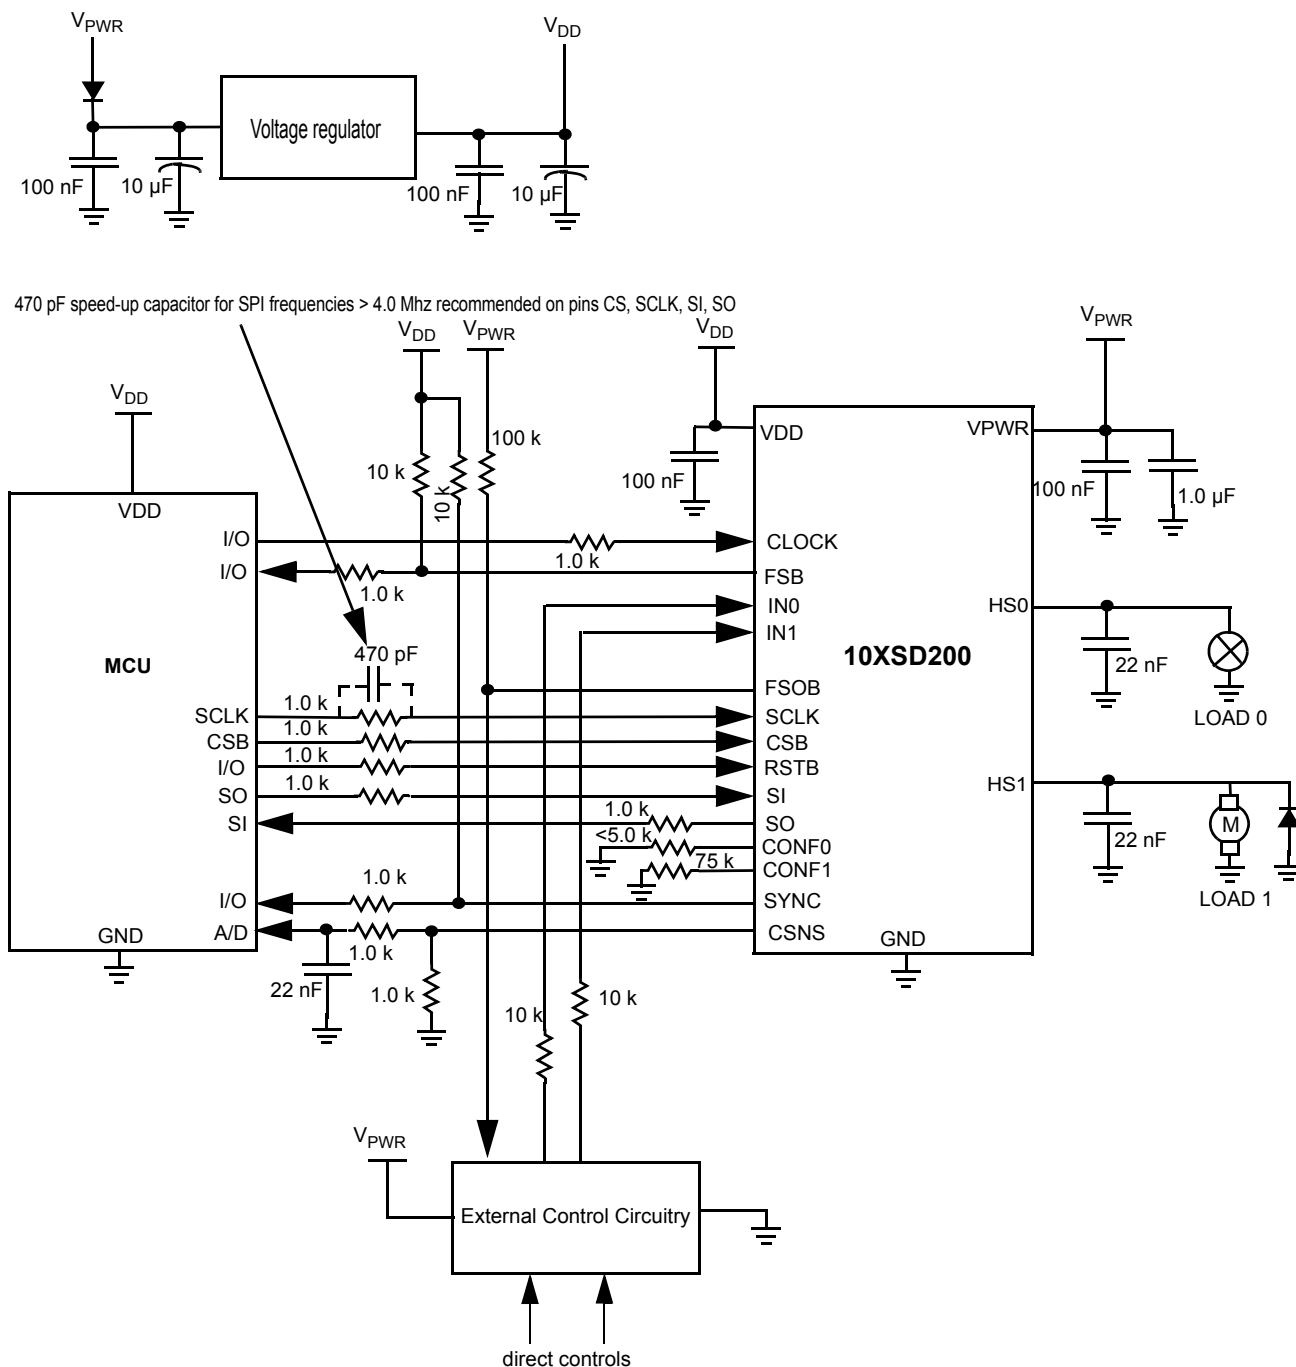 VPWR
VDD
Voltage regulator
100 nF
10 µF
100 nF
10 µF
470 pF speed-up capacitor for SPI frequencies > 4.0 Mhz recommended on pins CS, SCLK, SI, SO
VDD
VPWR
VDD
VPWR
VDD
100 k
10 k
10 k
VDD
VPWR
100 nF
100 nF
1.0 µF
VDD
I/O
CLOCK
1.0 k
I/O
FSB
1.0 k
IN0
HS0
IN1
MCU
470 pF
10XSD200
22 nF
FSOB
1.0 k
SCLK
SCLK
LOAD 0
1.0 k
CSB
CSB
1.0 k
I/O
RSTB
1.0 k
SO
SI
HS1
1.0 k
SI
SO
M
<5.0 k
CONF0
22 nF
75 k
CONF1
1.0 k
I/O
SYNC
LOAD 1
GND
A/D
CSNS
GND
1.0 k
22 nF
1.0 k
10 k
10 k
VPWR
External Control Circuitry
direct controls